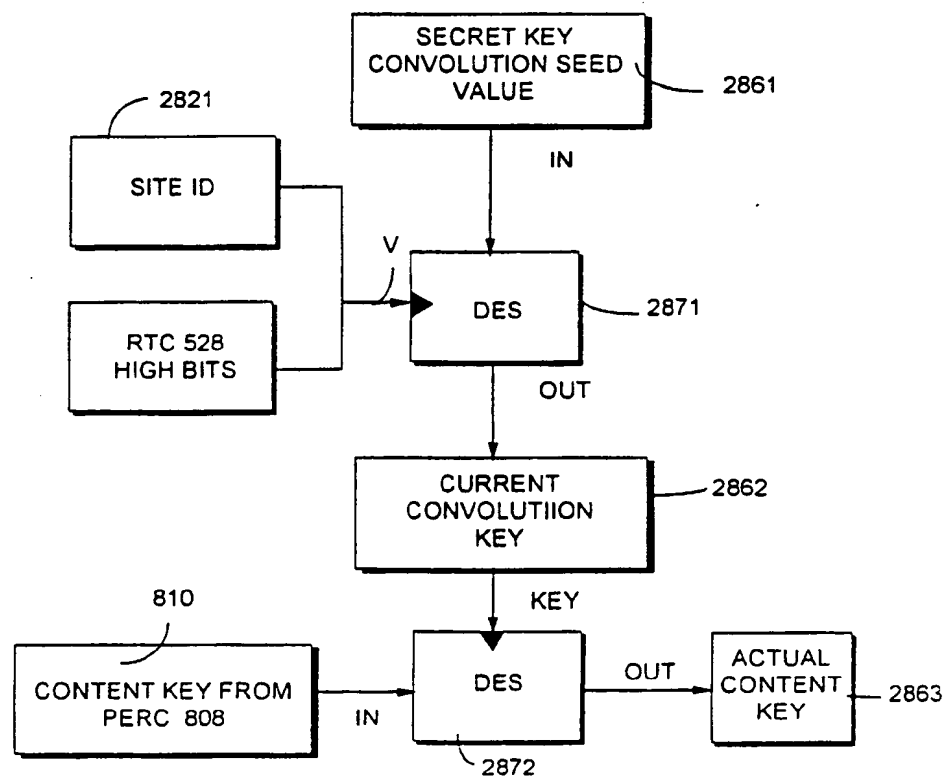 SECRET KEY
CONVOLUTION SEED
VALUE
2861
2821
IN
SITE ID
V
DES
2871
RTC 528
HIGH BITS
OUT
CURRENT
CONVOLUTIION
KEY
2862
KEY
810
CONTENT KEY FROM
PERC 808
IN
DES
OUT
ACTUAL
CONTENT
KEY
2863
2872